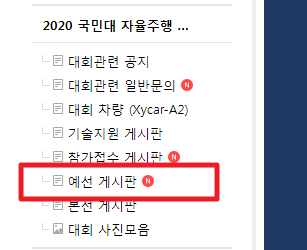 2020 국민대 자율주행 ...
대회관련 공지
대회관련 일반문의 N
대회 차량 (Xycar-A2)
기술지원 게시판
참가접수 게시판 N
예선 게시판 N
본선 게시판
대회 사진모음